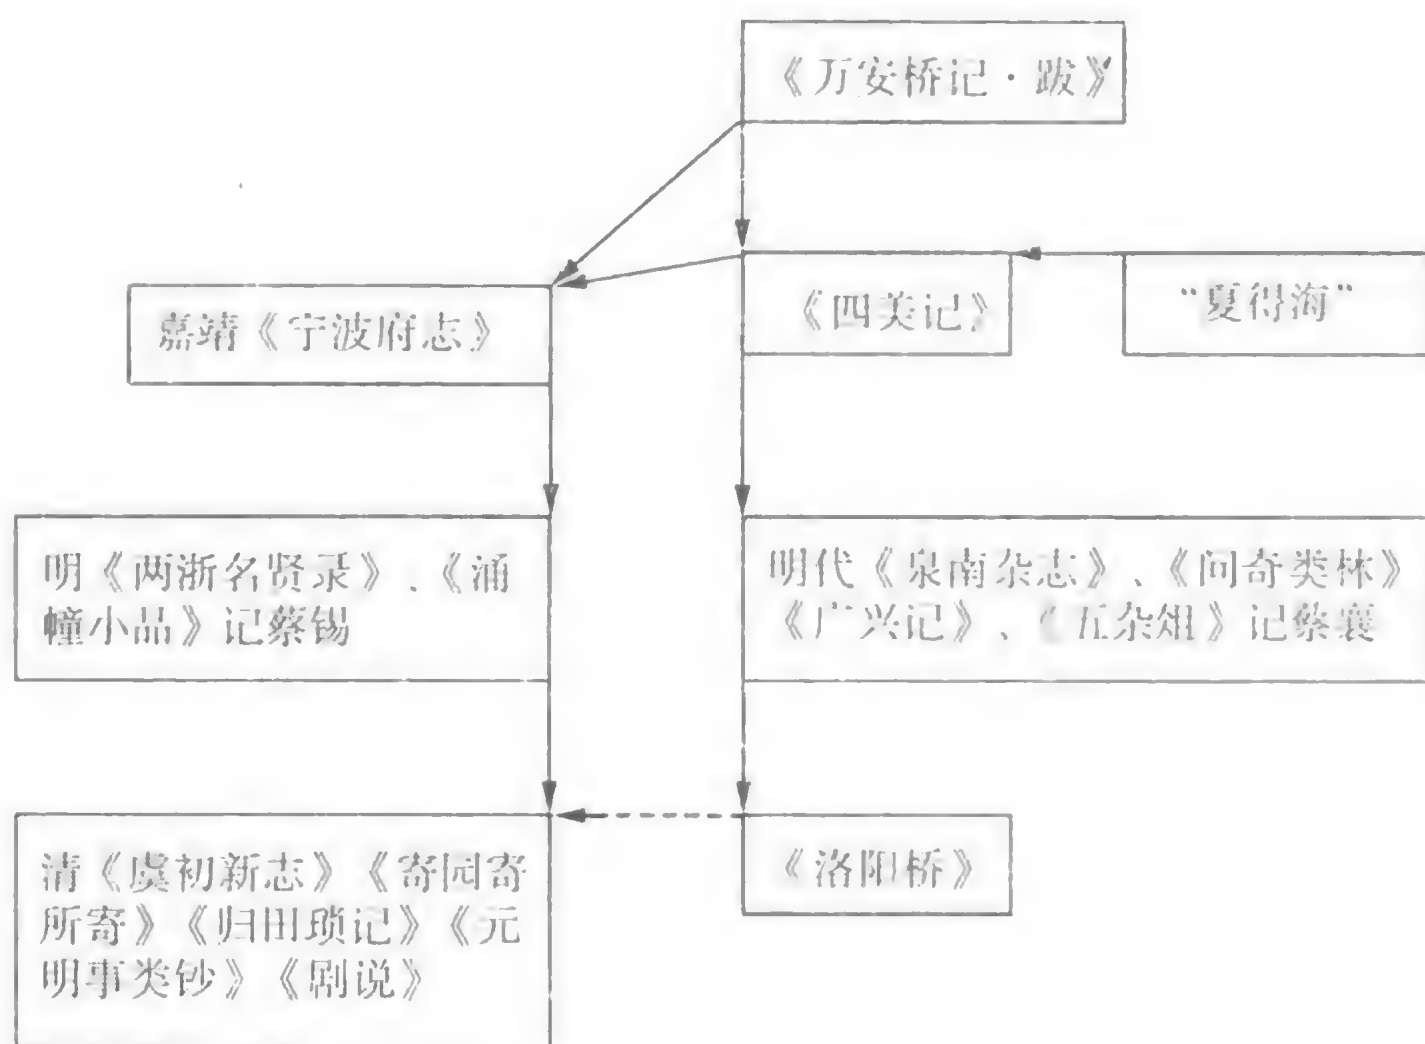 《万安桥记·跋》
嘉靖《宁波府志》
《四美记》
“夏得海”
明《两浙名贤录》、《涌
幢小品》记蔡锡
明代《泉南杂志》、《问奇类林》
《广兴记》、《五杂俎》记蔡襄
清《虞初新志》《寄园寄
所寄》《归田琐记》《元
明事类钞》《剧说》
《洛阳桥》